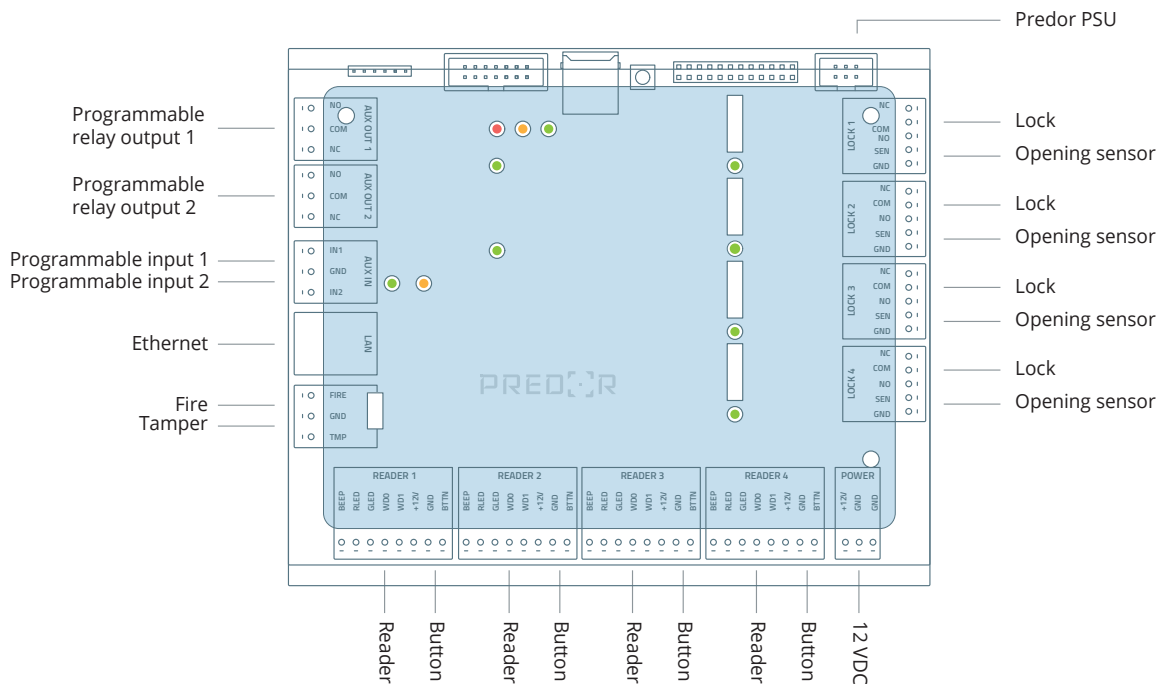 Predor PSU
Programmable
relay output 1
Programmable
relay output 2
Programmable input 1
Programmable input 2
Ethernet
Fire
Tamper
NO
COM
NC
AUX OUT 1
NO
COM
NC
AUX OUT 2
IN1
GND
IN2
AUX IN
LAN
FIRE
GND
TMP
PREDOR
LOCK 1
NC
COM
NO
SEN
GND
LOCK 2
NC
COM
NO
SEN
GND
LOCK 3
NC
COM
NO
SEN
GND
LOCK 4
NC
COM
NO
SEN
GND
Lock
Opening sensor
Lock
Opening sensor
Lock
Opening sensor
Lock
Opening sensor
READER 1
BEEP
RLED
GLED
WD0
WD1
+12V
GND
BTTN
READER 2
BEEP
RLED
GLED
WD0
WD1
+12V
GND
BTTN
READER 3
BEEP
RLED
GLED
WD0
WD1
+12V
GND
BTTN
READER 4
BEEP
RLED
GLED
WD0
WD1
+12V
GND
BTTN
POWER
+12V
GND
GND
Reader
Button
Reader
Button
Reader
Button
Reader
Button
12 VDC